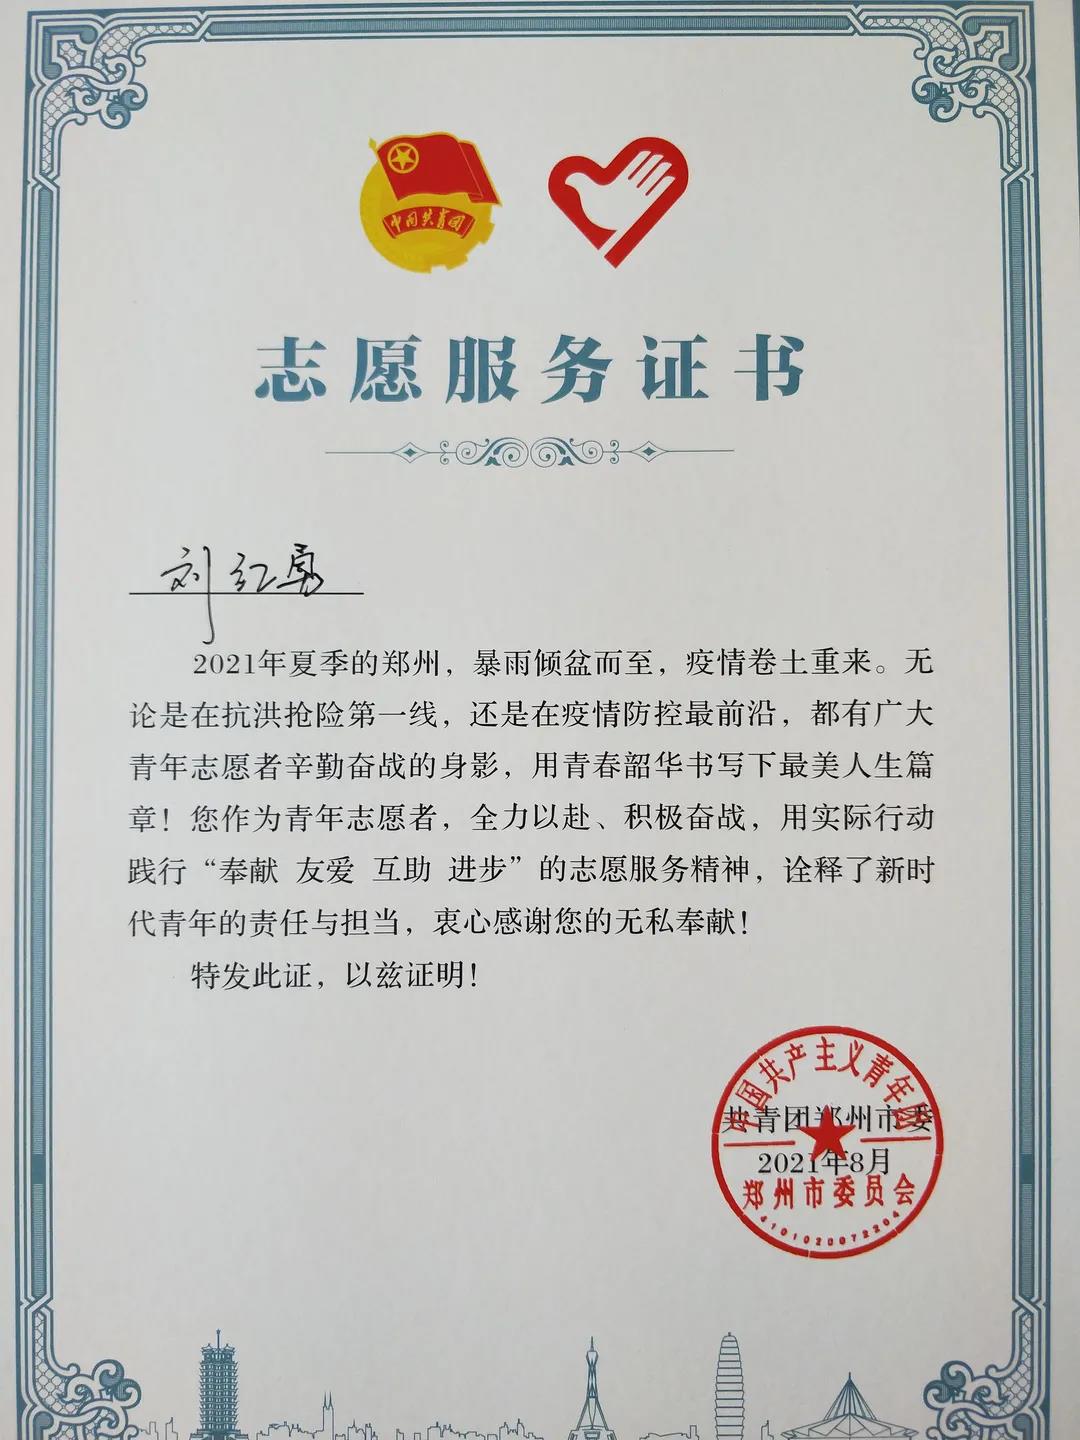 中国共青团
志愿服务证书
刘红勇
2021年夏季的郑州，暴雨倾盆而至，疫情卷土重来。无
论是在抗洪抢险第一线，还是在疫情防控最前沿，都有广大
青年志愿者辛勤奋战的身影，用青春韶华书写下最美人生篇
章！您作为青年志愿者，全力以赴、积极奋战，用实际行动
践行“奉献 友爱 互助 进步”的志愿服务精神，诠释了新时
代青年的责任与担当，衷心感谢您的无私奉献！
特发此证，以兹证明！
中国共产主义青年团
共青团郑州市委
2021年8月
郑州市委员会
4101020072204